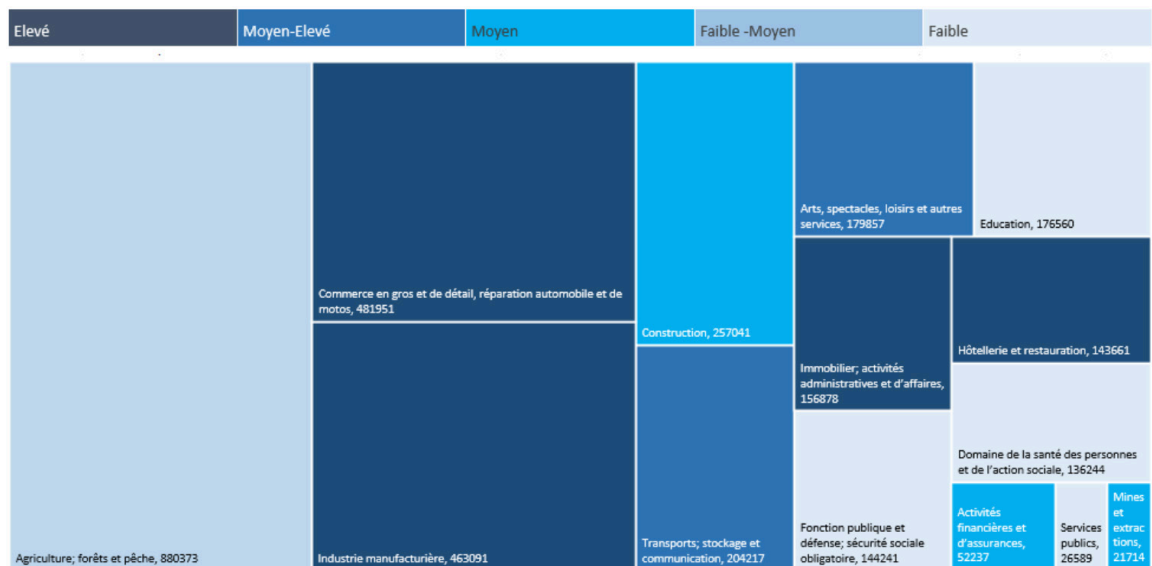 Elevé
Moyen-Elevé
Moyen
Faible -Moyen
Faible
Agriculture; forêts et pêche, 880373
Commerce en gros et de détail, réparation automobile et de
motos, 481951
Industrie manufacturière, 463091
Construction, 257041
Transports; stockage et
communication, 204217
Arts, spectacles, loisirs et autres
services, 179857
Education, 176560
Immobilier; activités
administratives et d’affaires,
156878
Hôtellerie et restauration, 143661
Fonction publique et
défense; sécurité sociale
obligatoire, 144241
Domaine de la santé des personnes
et de l’action sociale, 136244
Activités
financières et
d’assurances,
52237
Services
publics,
26589
Mines
et
extrac
tions,
21714